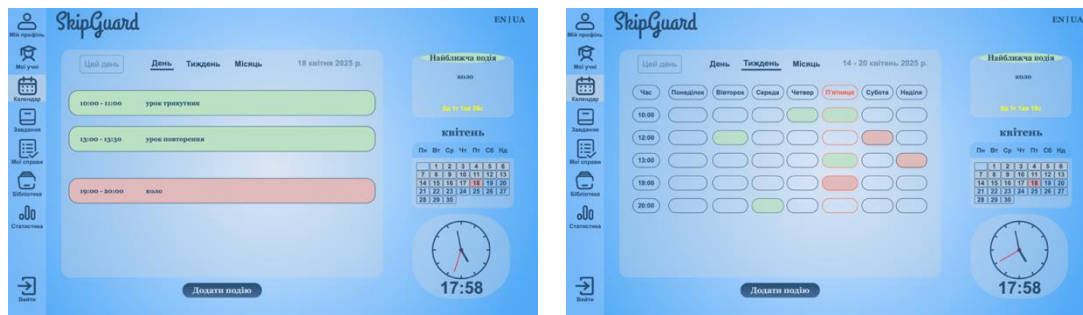 SkipGuard
EN | UA
Мій профіль
Мої учні
Календар
Завдання
Мої справи
Бібліотека
Статистика
Вийти
Цей день
День Тиждень Місяць
18 квітня 2025 р.
10:00 - 11:00 урок трикутник
13:00 - 13:30 урок повторення
19:00 - 20:00 коло
Додати подію
Найближча подія
коло
0д 1г 1хв
квітень
Пн Вт Ср Чт Пт Сб Нд
1 2 3 4 5 6
7 8 9 10 11 12 13
14 15 16 17 18 19 20
21 22 23 24 25 26 27
28 29 30
17:58
SkipGuard
EN | UA
Мій профіль
Мої учні
Календар
Завдання
Мої справи
Бібліотека
Статистика
Вийти
Цей день
День Тиждень Місяць
14 - 20 квітень 2025 р.
Час Понеділок Вівторок Середа Четвер П'ятниця Субота Неділя
10:00
12:00
13:00
19:00
20:00
Додати подію
Найближча подія
коло
0д 1г 1хв
квітень
Пн Вт Ср Чт Пт Сб Нд
1 2 3 4 5 6
7 8 9 10 11 12 13
14 15 16 17 18 19 20
21 22 23 24 25 26 27
28 29 30
17:58